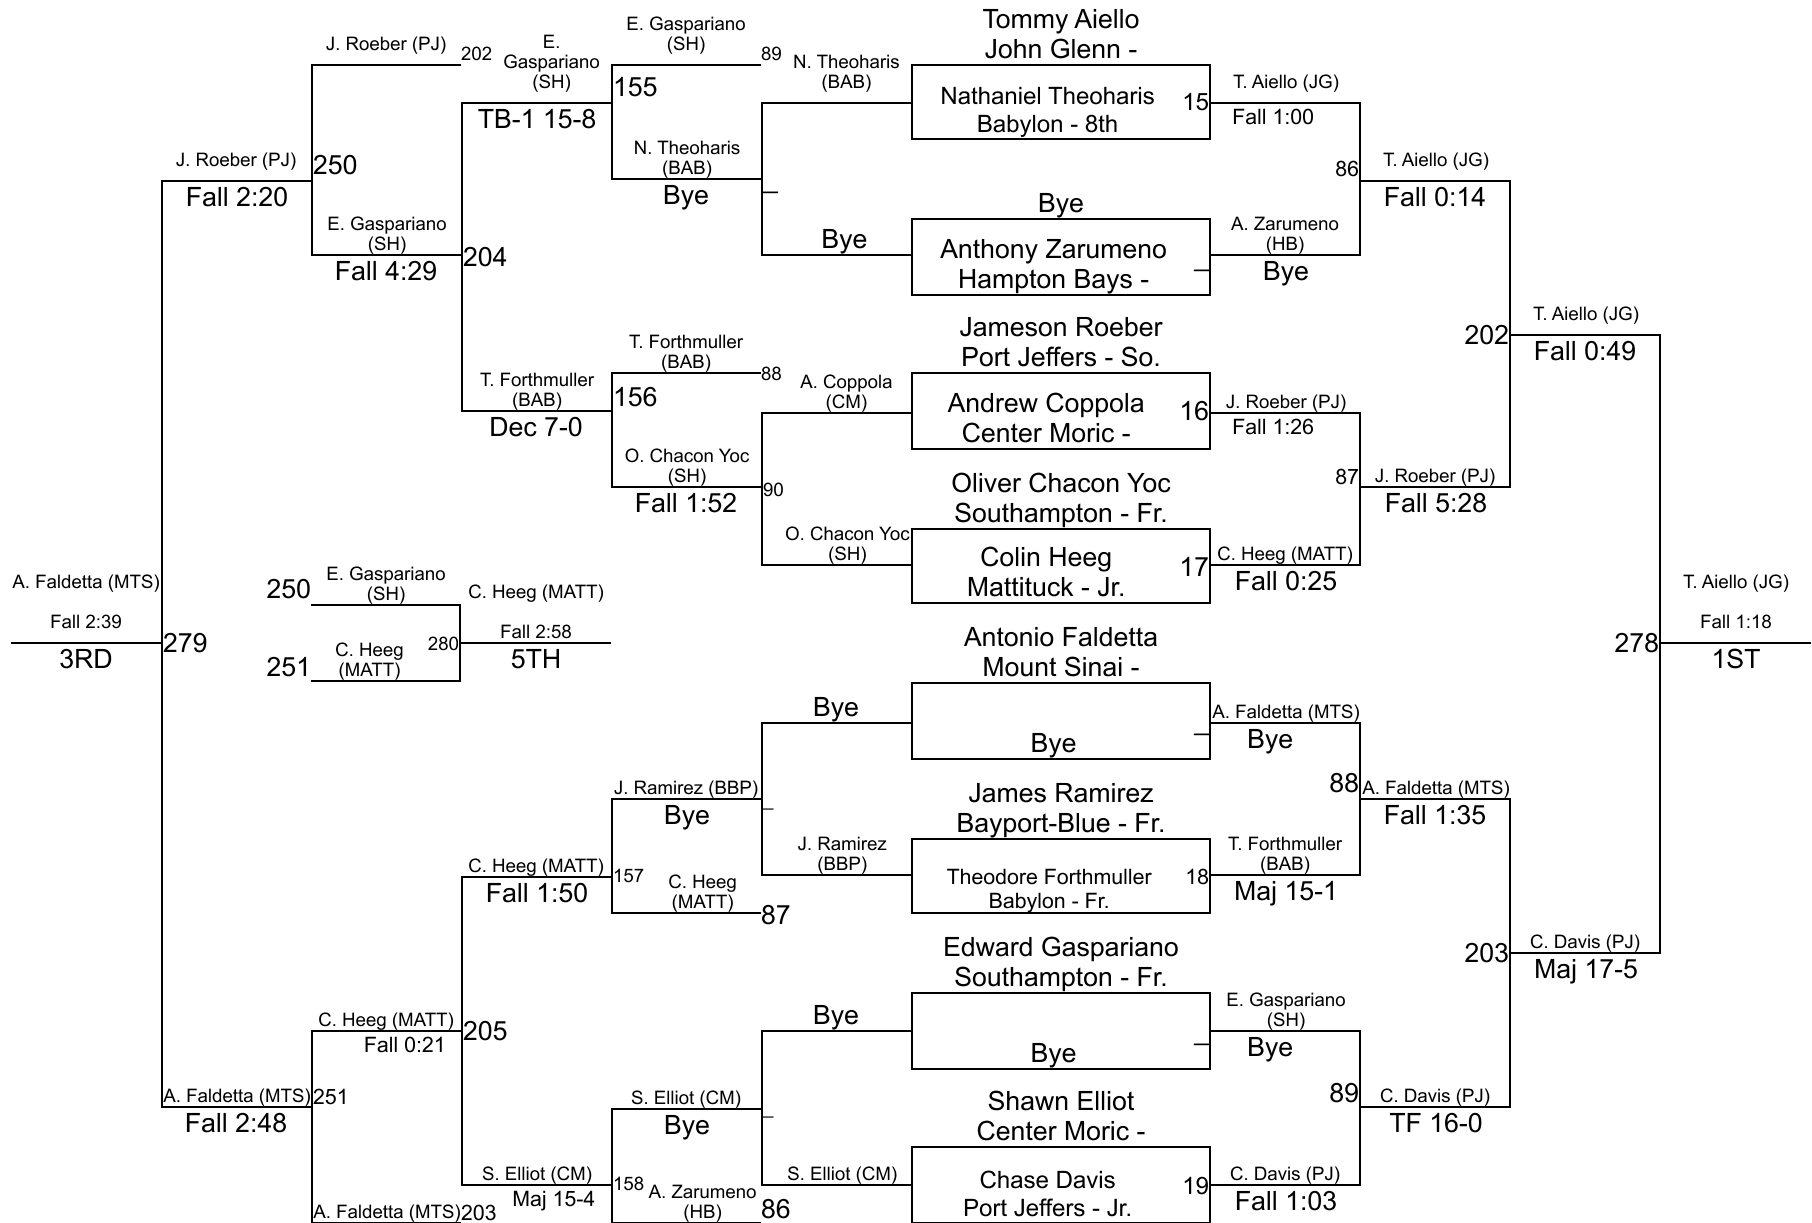 Tommy Aiello
John Glenn -
Nathaniel Theoharis
Babylon - 8th
15
Bye
Anthony Zarumeno
Hampton Bays -
Jameson Roeber
Port Jeffers - So.
Andrew Coppola
Center Moric -
16
Oliver Chacon Yoc
Southampton - Fr.
Colin Heeg
Mattituck - Jr.
17
Antonio Faldetta
Mount Sinai -
Bye
James Ramirez
Bayport-Blue - Fr.
Theodore Forthmuller
Babylon - Fr.
18
Edward Gaspariano
Southampton - Fr.
Bye
Shawn Elliot
Center Moric -
Chase Davis
Port Jeffers - Jr.
19
T. Aiello (JG)
Fall 1:00
A. Zarumeno
(HB)
Bye
J. Roeber (PJ)
Fall 1:26
C. Heeg (MATT)
Fall 0:25
A. Faldetta (MTS)
Bye
T. Forthmuller
(BAB)
Maj 15-1
E. Gaspariano
(SH)
Bye
C. Davis (PJ)
Fall 1:03
86
T. Aiello (JG)
Fall 0:14
87
J. Roeber (PJ)
Fall 5:28
88
A. Faldetta (MTS)
Fall 1:35
89
C. Davis (PJ)
TF 16-0
202
T. Aiello (JG)
Fall 0:49
203
C. Davis (PJ)
Maj 17-5
278
T. Aiello (JG)
Fall 1:18
1ST
N. Theoharis
(BAB)
Bye
A. Coppola
(CM)
O. Chacon Yoc
(SH)
Bye
J. Ramirez
(BBP)
Bye
S. Elliot (CM)
E. Gaspariano
(SH)
89
N. Theoharis
(BAB)
Bye
T. Forthmuller
(BAB)
88
O. Chacon Yoc
(SH)
Fall 1:52
90
J. Ramirez (BBP)
Bye
C. Heeg
(MATT)
87
S. Elliot (CM)
Bye
A. Zarumeno
(HB)
86
E.
Gaspariano
(SH)
TB-1 15-8
155
T. Forthmuller
(BAB)
Dec 7-0
156
C. Heeg (MATT)
Fall 1:50
157
S. Elliot (CM)
Maj 15-4
158
J. Roeber (PJ)
202
E. Gaspariano
(SH)
Fall 4:29
204
C. Heeg (MATT)
Fall 0:21
205
A. Faldetta (MTS)
203
J. Roeber (PJ)
Fall 2:20
250
A. Faldetta (MTS)
Fall 2:48
251
250
E. Gaspariano
(SH)
251
C. Heeg
(MATT)
280
C. Heeg (MATT)
Fall 2:58
5TH
A. Faldetta (MTS)
Fall 2:39
3RD
279